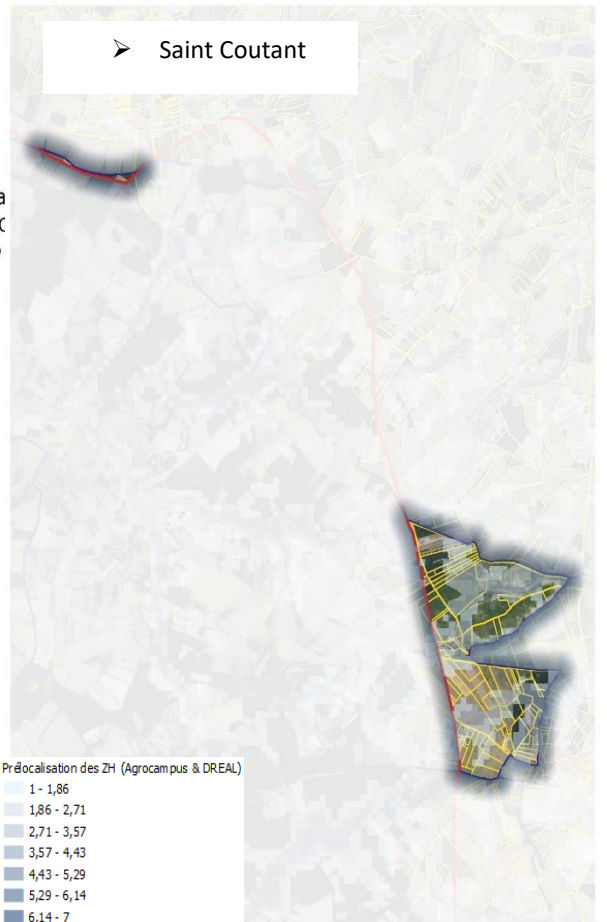 ➤ Saint Coutant
Prélocalisation des ZH (Agrocampus & DREAL)
1 - 1,86
1,86 - 2,71
2,71 - 3,57
3,57 - 4,43
4,43 - 5,29
5,29 - 6,14
6,14 - 7